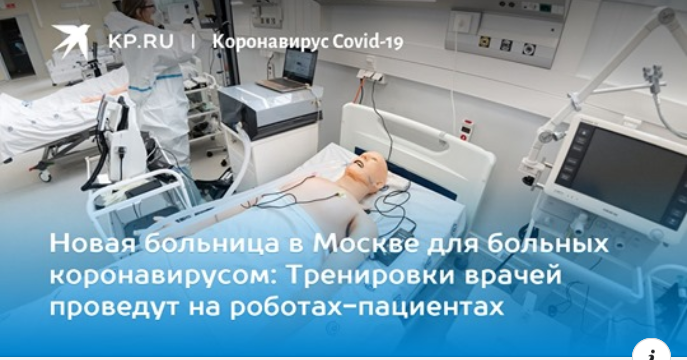 KP.RU | Коронавирус Covid-19
Новая больница в Москве для больных
коронавирусом: Тренировки врачей
проведут на роботах-пациентах
i